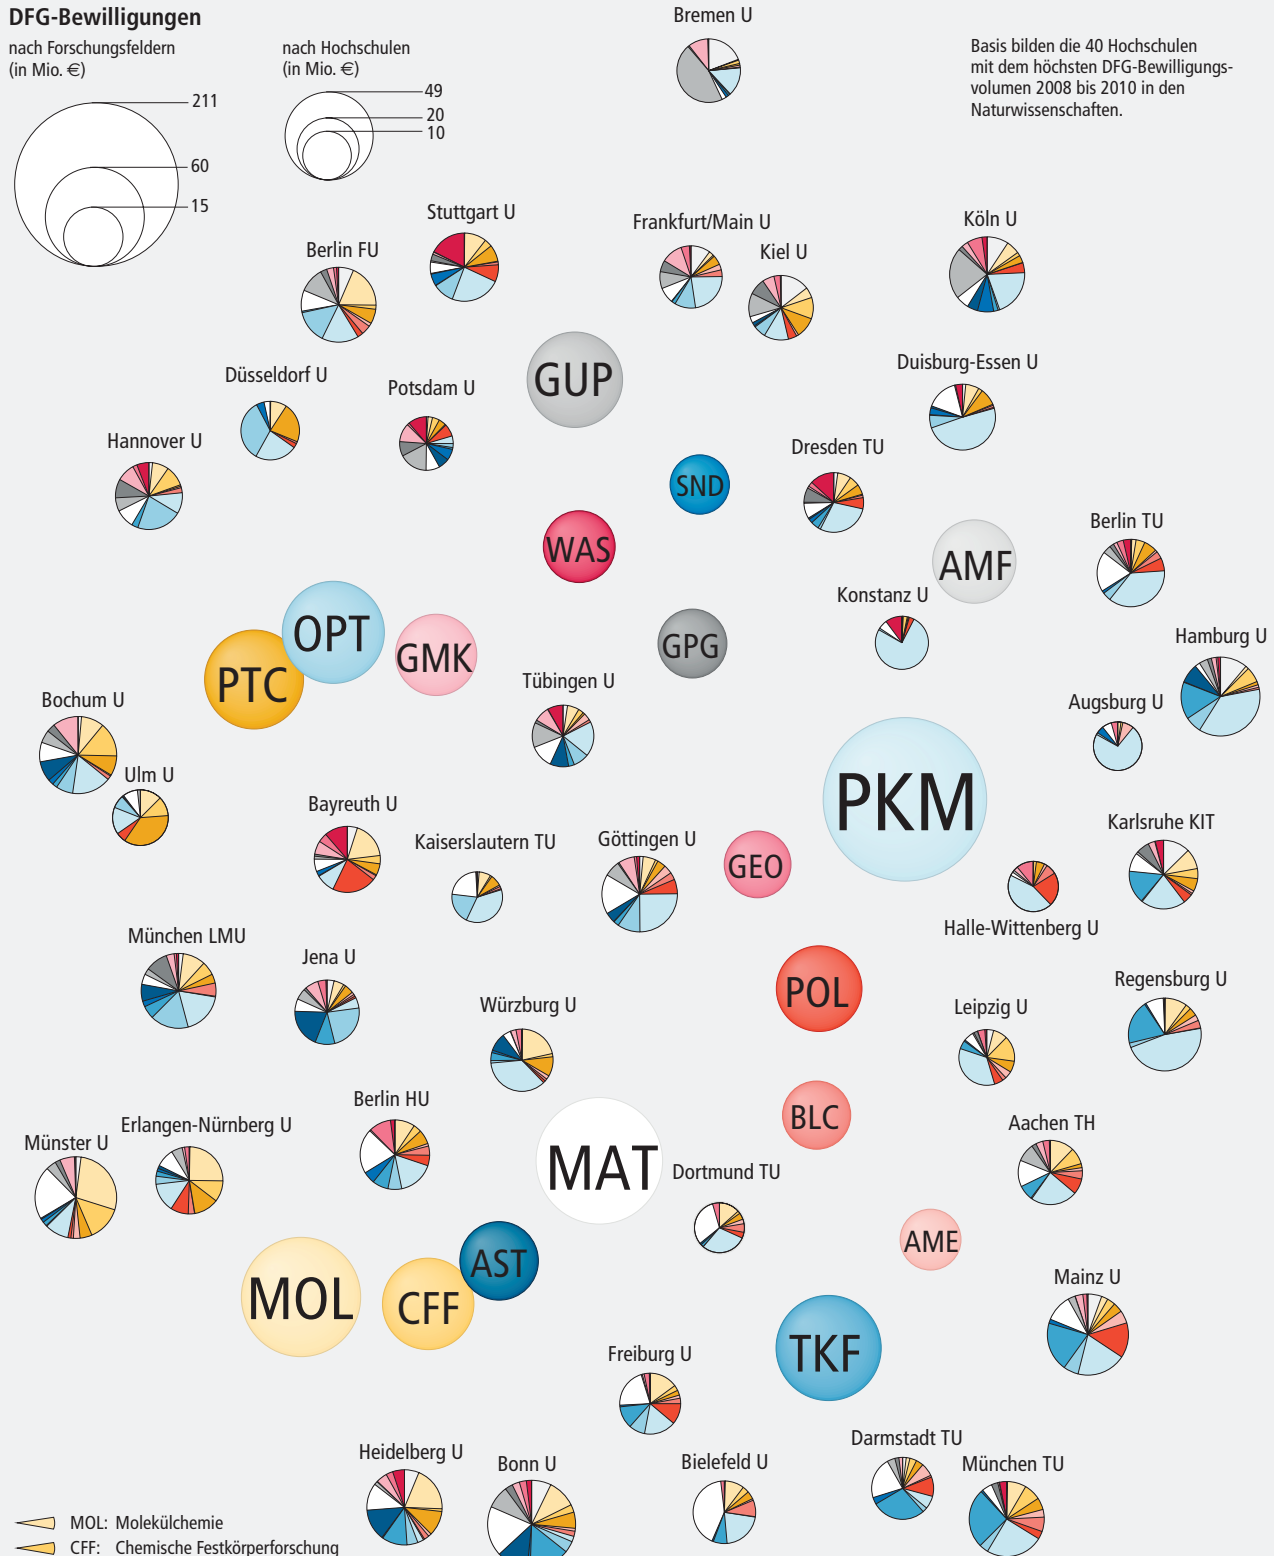 DFG-Bewilligungen
nach Forschungsfeldern
(in Mio. €)
211
60
15
nach Hochschulen
(in Mio. €)
49
20
10
Bremen U
Basis bilden die 40 Hochschulen
mit dem höchsten DFG-Bewilligungs-
volumen 2008 bis 2010 in den
Naturwissenschaften.
Stuttgart U
Berlin FU
Frankfurt/Main U
Kiel U
Köln U
GUP
Düsseldorf U
Potsdam U
Duisburg-Essen U
Hannover U
Dresden TU
SND
WAS
AMF
Berlin TU
Konstanz U
OPT
GMK
GPG
PTC
Hamburg U
Tübingen U
Bochum U
Augsburg U
Ulm U
PKM
Bayreuth U
Kaiserslautern TU
Göttingen U
GEO
Karlsruhe KIT
Halle-Wittenberg U
München LMU
Jena U
Würzburg U
POL
Leipzig U
Regensburg U
Berlin HU
BLC
Erlangen-Nürnberg U
Münster U
Aachen TH
MAT
Dortmund TU
AME
AST
MOL
CFF
Mainz U
TKF
Freiburg U
Heidelberg U
Bonn U
Bielefeld U
Darmstadt TU
München TU
MOL: Molekülchemie
CFF: Chemische Festkörperforschung